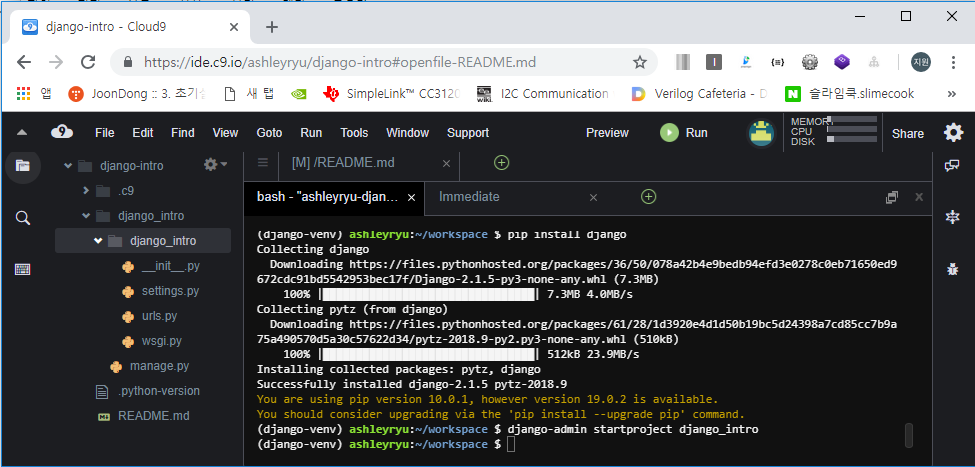 django-intro - Cloud9
https://ide.c9.io/ashleyryu/django-intro#openfile-README.md
지원
앱
JoonDong :: 3. 초기
새 탭
SimpleLink™ CC312
I2C Communication
Verilog Cafeteria - D
슬라임쿡.slimecook
File Edit Find View Goto Run Tools Window Support Preview Run
MEMORY
CPU
DISK
Share
django-intro
[M] /README.md
.c9
django_intro
django_intro
__init__.py
settings.py
urls.py
wsgi.py
manage.py
.python-version
README.md
bash - "ashleyryu-djan… Immediate
(django-venv) ashleyryu:~/workspace $ pip install django
Collecting django
Downloading https://files.pythonhosted.org/packages/36/50/078a42b4e9bedb94efd3e0278c0eb71650ed9
672cdc91bd5542953bec17f/Django-2.1.5-py3-none-any.whl (7.3MB)
100% |████████████████████████████████| 7.3MB 4.0MB/s
Collecting pytz (from django)
Downloading https://files.pythonhosted.org/packages/61/28/1d3920e4d1d50b19bc5d24398a7cd85cc7b9a
75a490570d5a30c57622d34/pytz-2018.9-py2.py3-none-any.whl (510kB)
100% |████████████████████████████████| 512kB 23.9MB/s
Installing collected packages: pytz, django
Successfully installed django-2.1.5 pytz-2018.9
You are using pip version 10.0.1, however version 19.0.2 is available.
You should consider upgrading via the 'pip install --upgrade pip' command.
(django-venv) ashleyryu:~/workspace $ django-admin startproject django_intro
(django-venv) ashleyryu:~/workspace $